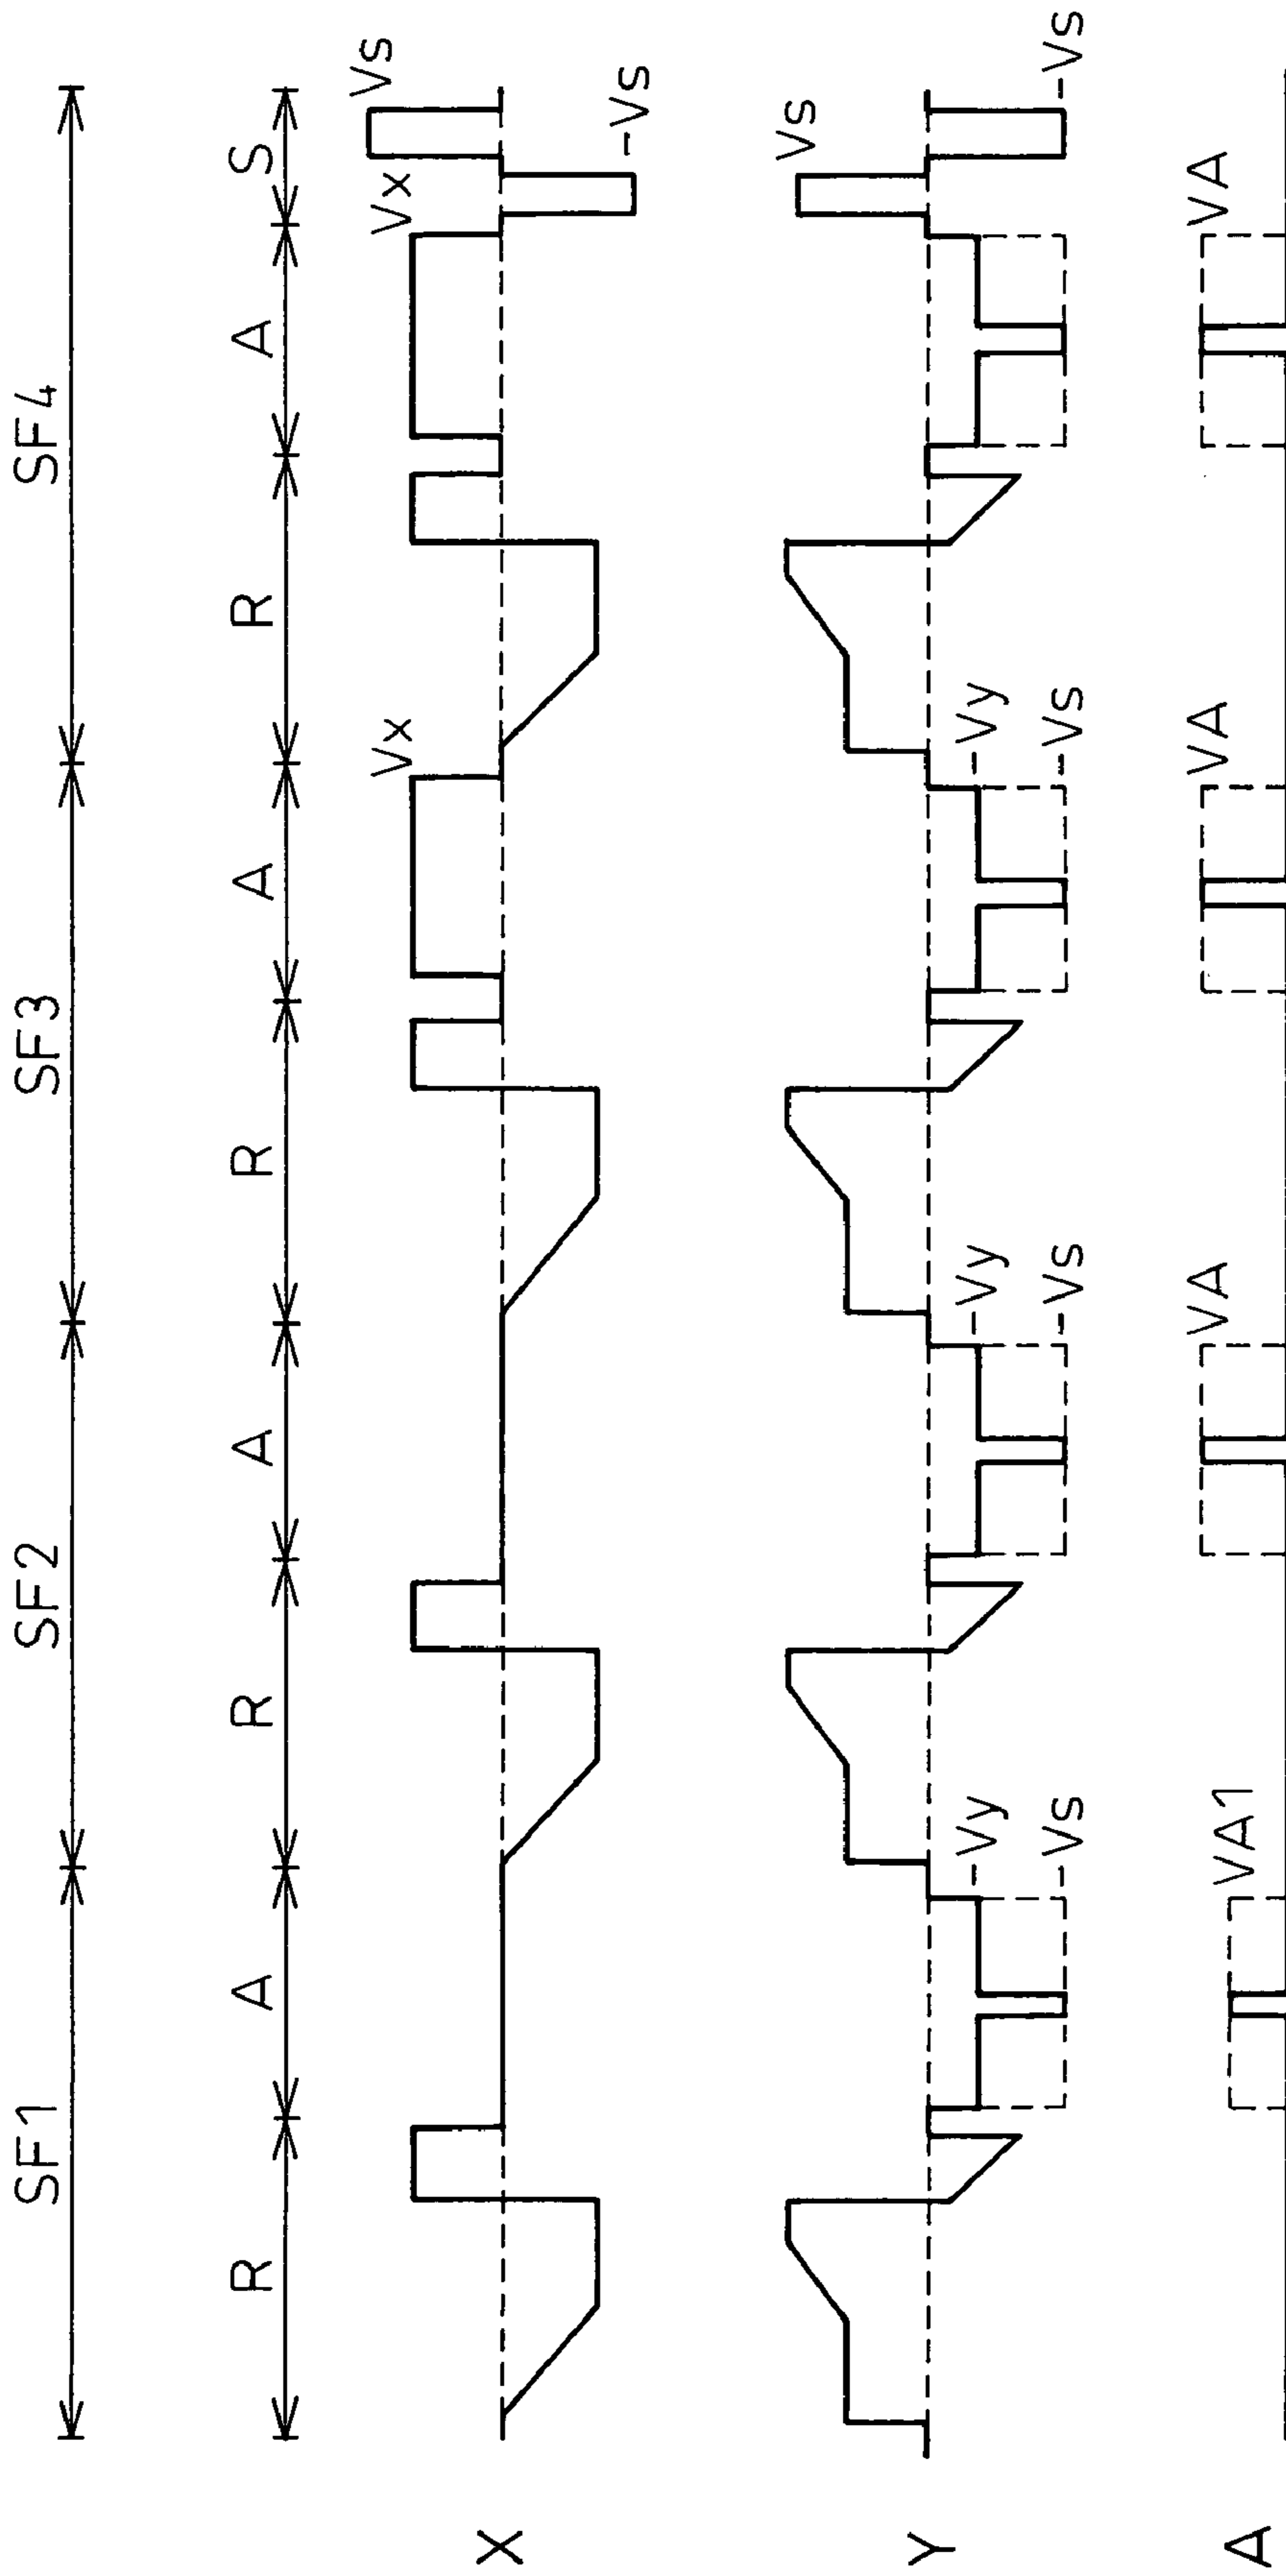 SF1 SF2 SF3 SF4
R A R A R A R A S
X Vx Vx Vs
-Vs
Y Vs
-Vy -Vy -Vy
-Vs -Vs -Vs -Vs
A VA1 VA VA VA